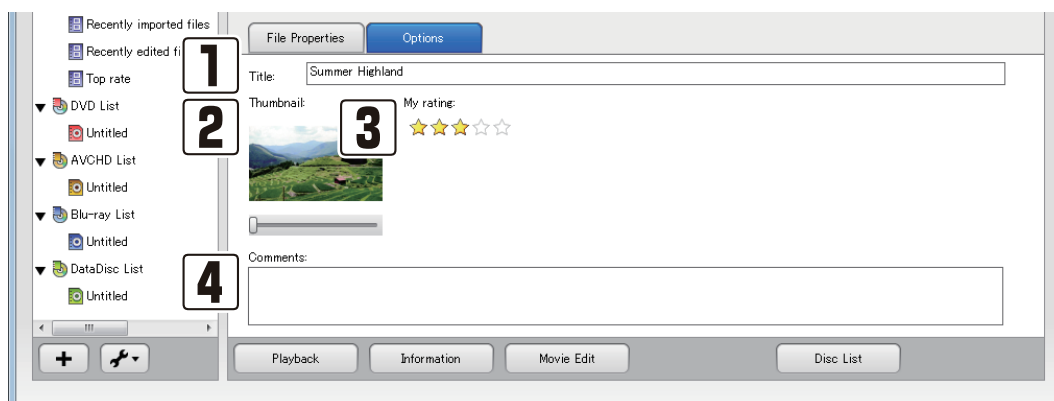 Recently imported files
Recently edited fi
Top rate
DVD List
Untitled
AVCHD List
Untitled
Blu-ray List
Untitled
DataDisc List
Untitled
File Properties
Options
1
Title:
Summer Highland
2
Thumbnail:
3
My rating:
4
Comments:
Playback
Information
Movie Edit
Disc List